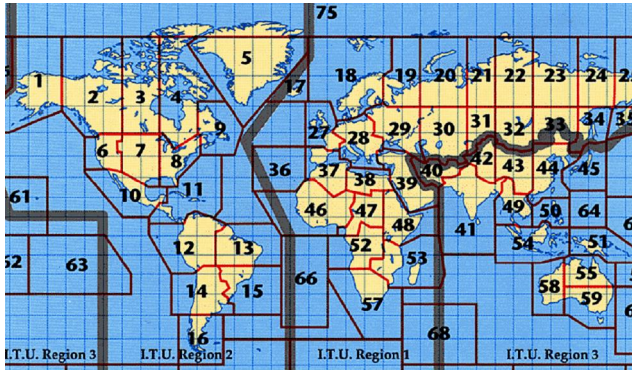 75
5
1 2 3 4 17 18 19 20 21 22 23 24
6 7 8 9 36 27 28 29 30 31 32 33 34 35
61 10 11 37 38 39 40 42 43 44 45
46 47 48 41 49 50 64
63 12 13 66 52 53 54 51
14 15 57 58 55 59
16 68
I.T.U. Region 3 I.T.U. Region 2 I.T.U. Region 1 I.T.U. Region 3